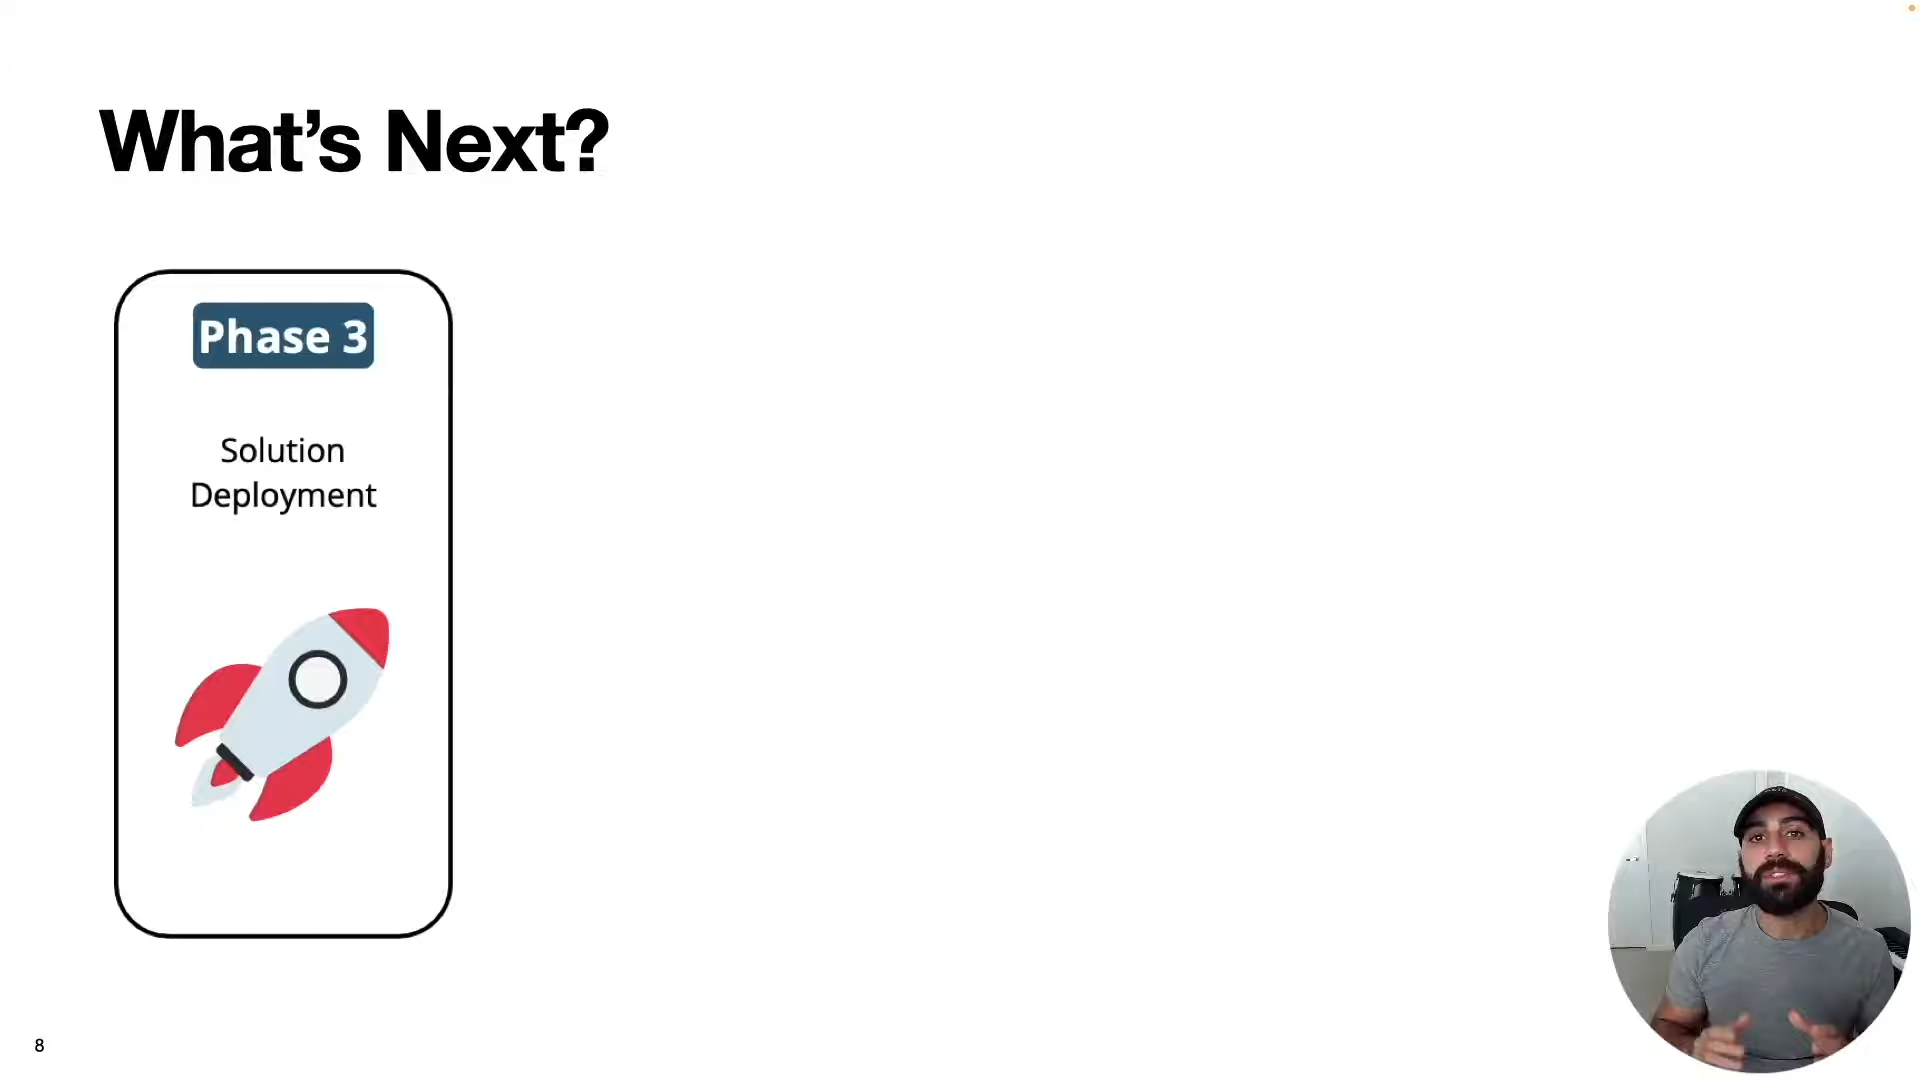 What’s Next?
Phase 3
Solution
Deployment
8